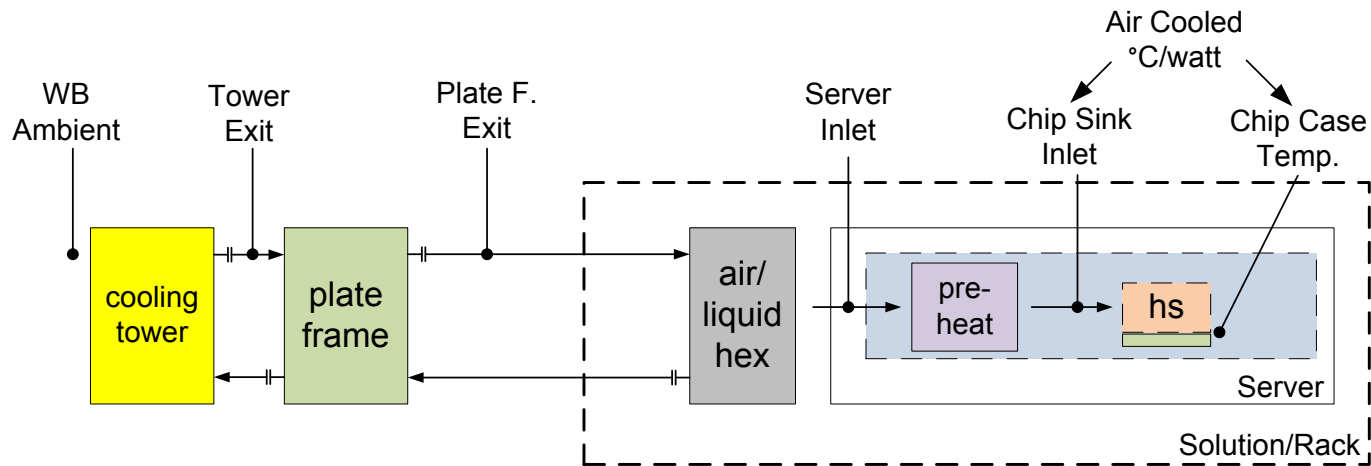 Air Cooled
°C/watt
WB
Ambient
Tower
Exit
Plate F.
Exit
Server
Inlet
Chip Sink
Inlet
Chip Case
Temp.
cooling
tower
plate
frame
air/
liquid
hex
pre-
heat
hs
Server
Solution/Rack